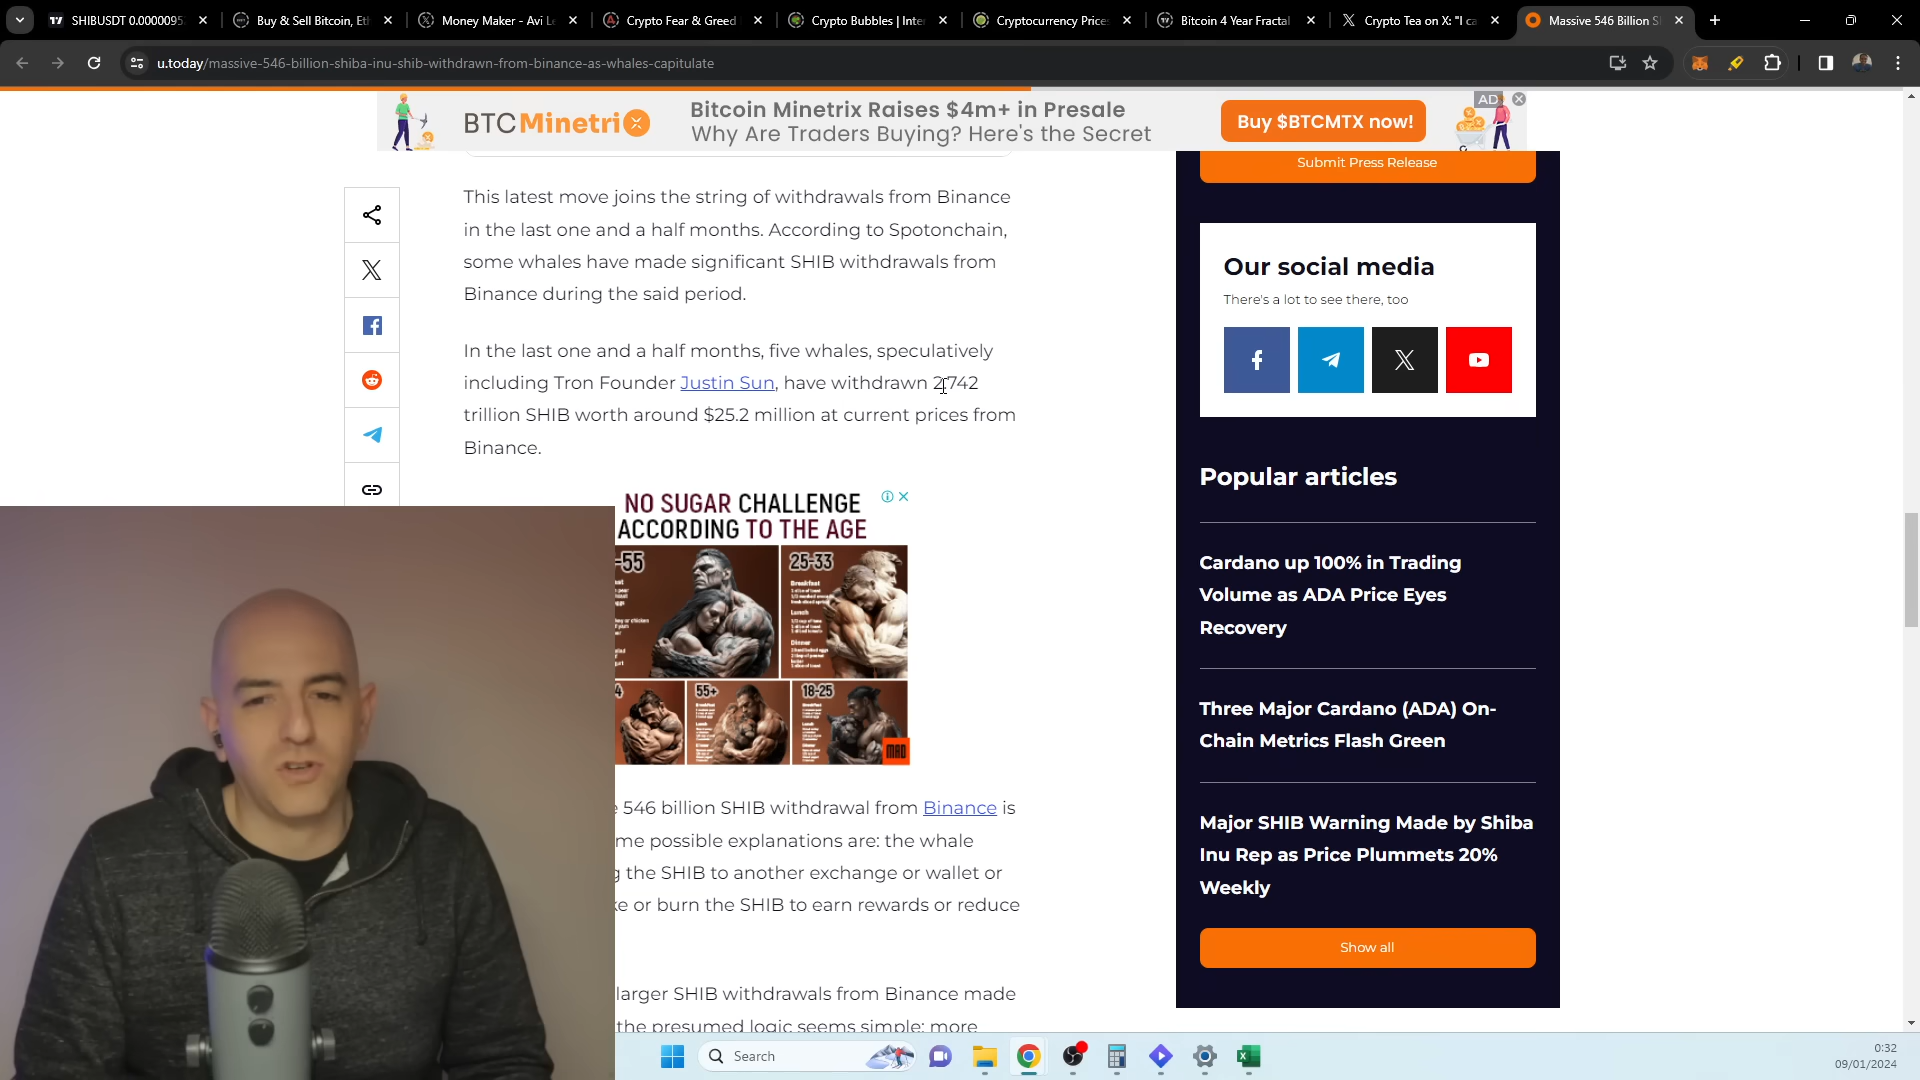 SHIBUSDT 0.0000095
Buy & Sell Bitcoin, Et
Money Maker - Avi L
Crypto Fear & Greed
Crypto Bubbles | Inte
Cryptocurrency Price
Bitcoin 4 Year Fractal
Crypto Tea on X: "I ca
Massive 546 Billion S
u.today/massive-546-billion-shiba-inu-shib-withdrawn-from-binance-as-whales-capitulate
BTCMinetrix
Bitcoin Minetrix Raises $4m+ in Presale
Why Are Traders Buying? Here's the Secret
Buy $BTCMTX now!
AD
Submit Press Release
This latest move joins the string of withdrawals from Binance
in the last one and a half months. According to Spotonchain,
some whales have made significant SHIB withdrawals from
Binance during the said period.
In the last one and a half months, five whales, speculatively
including Tron Founder Justin Sun, have withdrawn 2.742
trillion SHIB worth around $25.2 million at current prices from
Binance.
Our social media
There's a lot to see there, too
Popular articles
Cardano up 100% in Trading
Volume as ADA Price Eyes
Recovery
Three Major Cardano (ADA) On-
Chain Metrics Flash Green
Major SHIB Warning Made by Shiba
Inu Rep as Price Plummets 20%
Weekly
Show all
NO SUGAR CHALLENGE
ACCORDING TO THE AGE
-55
25-33
Breakfast
Lunch
Dinner
4
55+
18-25
MAD
546 billion SHIB withdrawal from Binance is
me possible explanations are: the whale
g the SHIB to another exchange or wallet or
ke or burn the SHIB to earn rewards or reduce
larger SHIB withdrawals from Binance made
the presumed logic seems simple: more
Search
0:32
09/01/2024